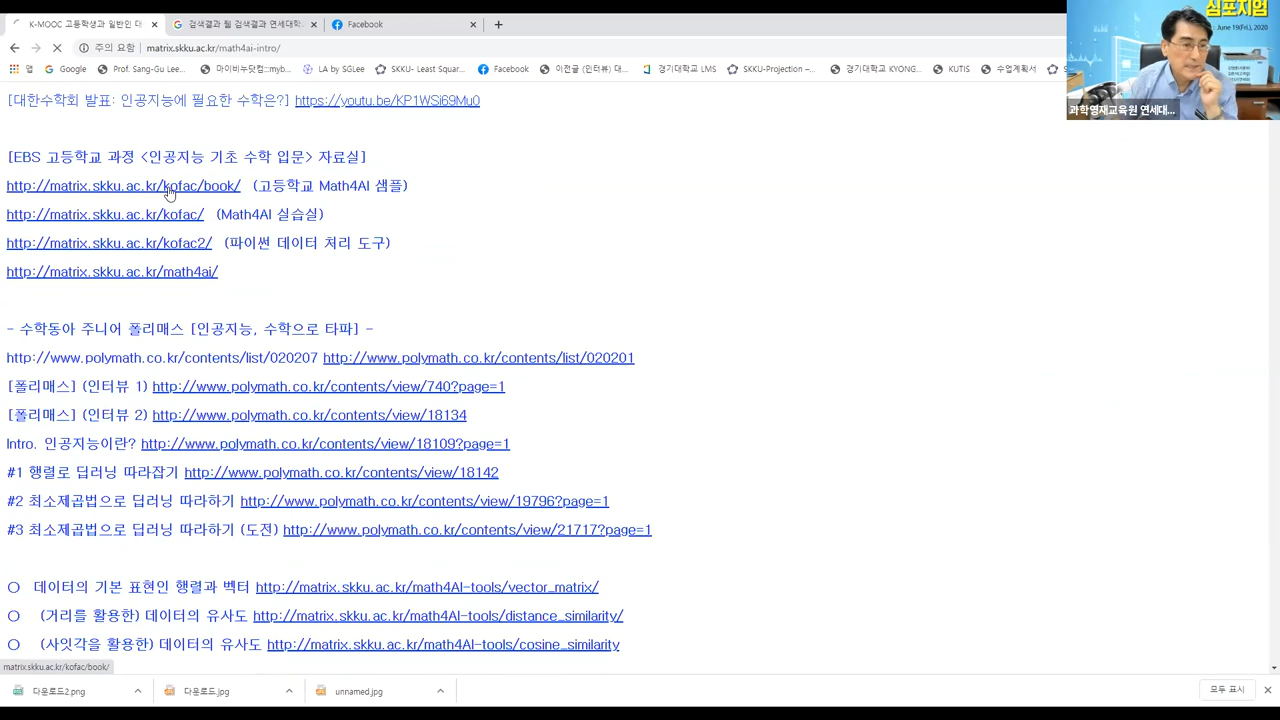 K-MOOC 고등학생과 일반인 대
검색결과 웹 검색결과 연세대학
Facebook
주의 요함
matrix.skku.ac.kr/math4ai-intro/
앱
Google
Prof. Sang-Gu Lee...
마이비누닷컴:::myb...
LA by SGLee
SKKU- Least Squar...
Facebook
이전글 (인터뷰) 대...
경기대학교 LMS
SKKU-Projection –...
경기대학교 KYONG...
KUTIS
수업계획서
심포지엄
June 19(Fri.), 2020
과학영재교육원 연세대...
[대한수학회 발표: 인공지능에 필요한 수학은?] https://youtu.be/KP1WSi69Mu0
[EBS 고등학교 과정 <인공지능 기초 수학 입문> 자료실]
http://matrix.skku.ac.kr/kofac/book/ (고등학교 Math4AI 샘플)
http://matrix.skku.ac.kr/kofac/ (Math4AI 실습실)
http://matrix.skku.ac.kr/kofac2/ (파이썬 데이터 처리 도구)
http://matrix.skku.ac.kr/math4ai/
- 수학동아 주니어 폴리매스 [인공지능, 수학으로 타파] -
http://www.polymath.co.kr/contents/list/020207 http://www.polymath.co.kr/contents/list/020201
[폴리매스] (인터뷰 1) http://www.polymath.co.kr/contents/view/740?page=1
[폴리매스] (인터뷰 2) http://www.polymath.co.kr/contents/view/18134
Intro. 인공지능이란? http://www.polymath.co.kr/contents/view/18109?page=1
#1 행렬로 딥러닝 따라잡기 http://www.polymath.co.kr/contents/view/18142
#2 최소제곱법으로 딥러닝 따라하기 http://www.polymath.co.kr/contents/view/19796?page=1
#3 최소제곱법으로 딥러닝 따라하기 (도전) http://www.polymath.co.kr/contents/view/21717?page=1
○ 데이터의 기본 표현인 행렬과 벡터 http://matrix.skku.ac.kr/math4AI-tools/vector_matrix/
○ (거리를 활용한) 데이터의 유사도 http://matrix.skku.ac.kr/math4AI-tools/distance_similarity/
○ (사잇각을 활용한) 데이터의 유사도 http://matrix.skku.ac.kr/math4AI-tools/cosine_similarity
matrix.skku.ac.kr/kofac/book/
다운로드2.png
다운로드.jpg
unnamed.jpg
모두 표시